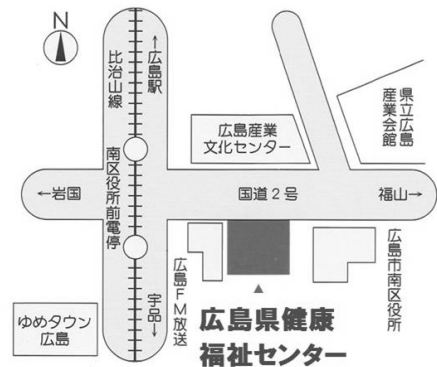 N
比治山線
←広島駅
広島産業
文化センター
県立広島
産業会館
南区役所前電停
←岩国
国道2号
福山→
広島FM放送
宇品→
広島市南区役所
ゆめタウン
広島
広島県健康
福祉センター